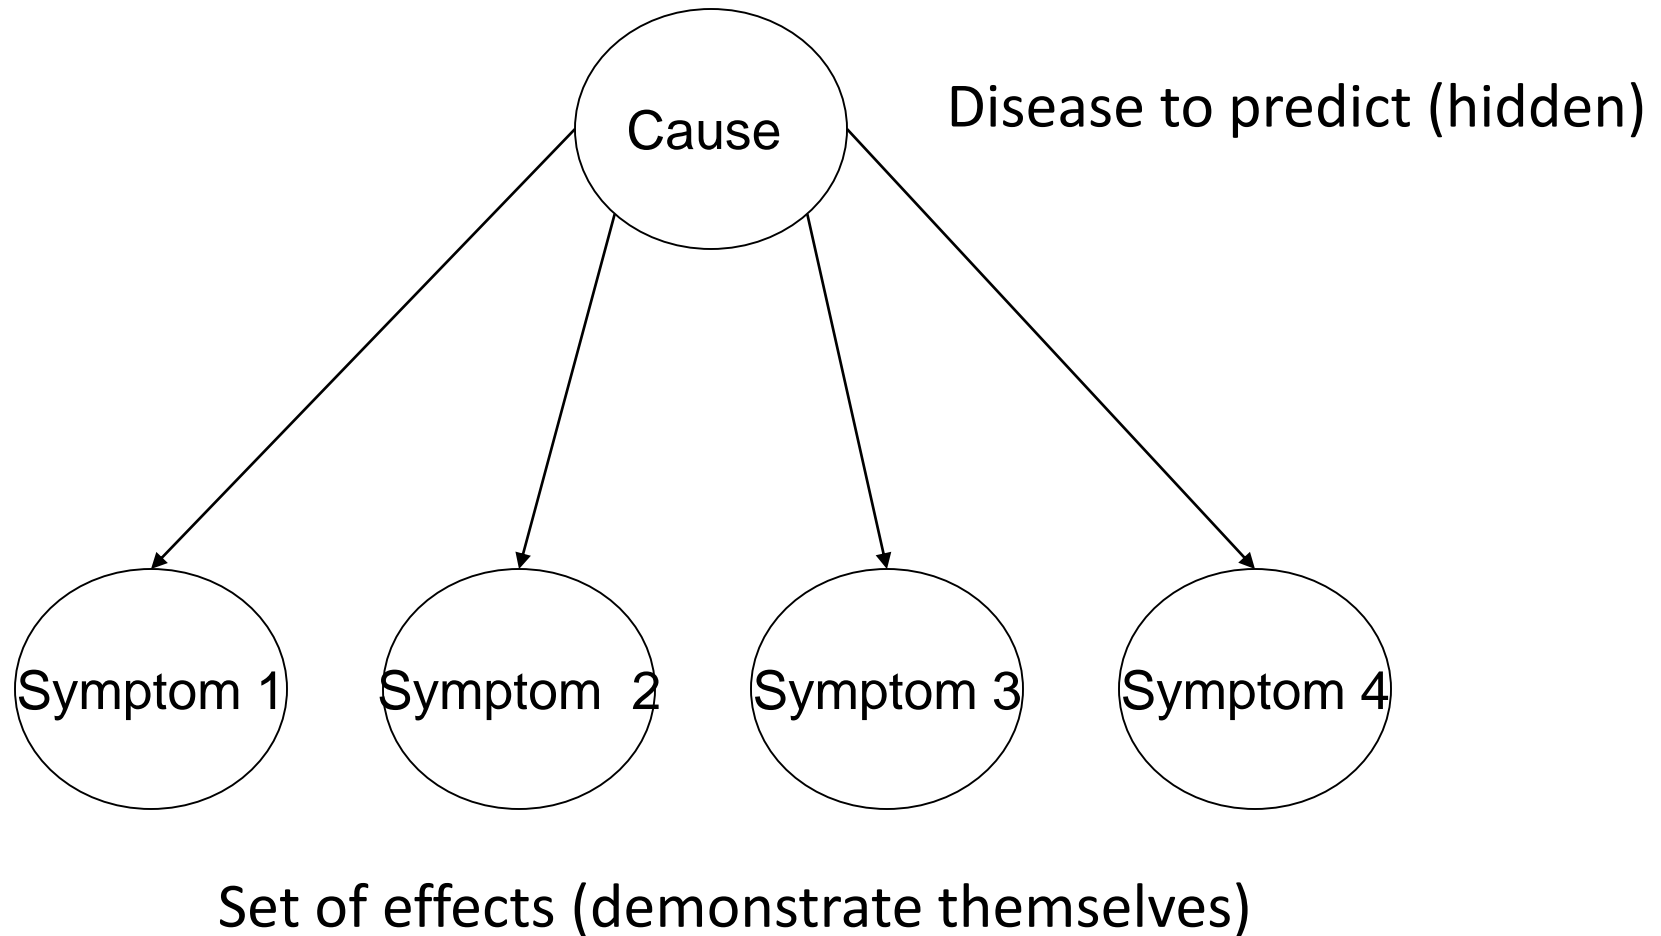 Disease to predict (hidden)
Cause
Symptom 1
Symptom  2
Symptom 3
Symptom 4
Set of effects (demonstrate themselves)